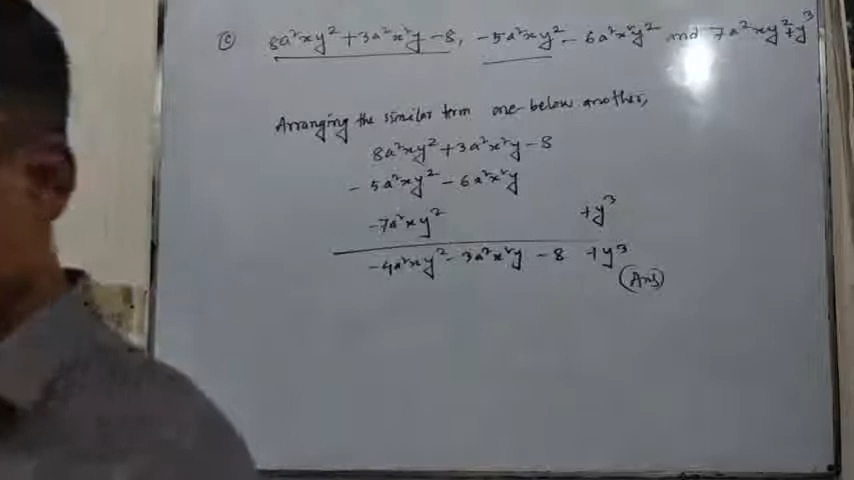 ⓒ 8a²xy² + 3a²x²y - 8, - 5a²xy² - 6a²x²y² and 7a²xy² + y³
Arranging the similar term one below another,
8a²xy² + 3a²x²y - 8
- 5a²xy² - 6a²x²y
- 7a²xy² + y³
- 4a²xy² - 3a²x²y - 8 + y³
(Ans)